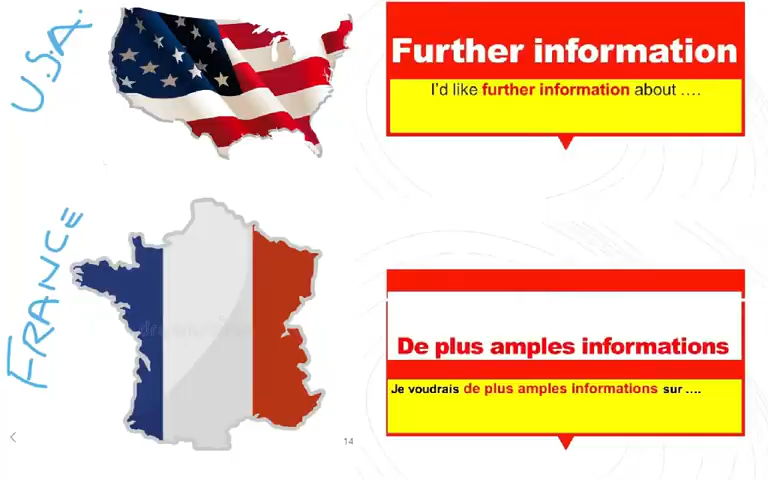 U.S.A.
Further information
I'd like further information about ….
FRANCE
De plus amples informations
Je voudrais de plus amples informations sur ….
14